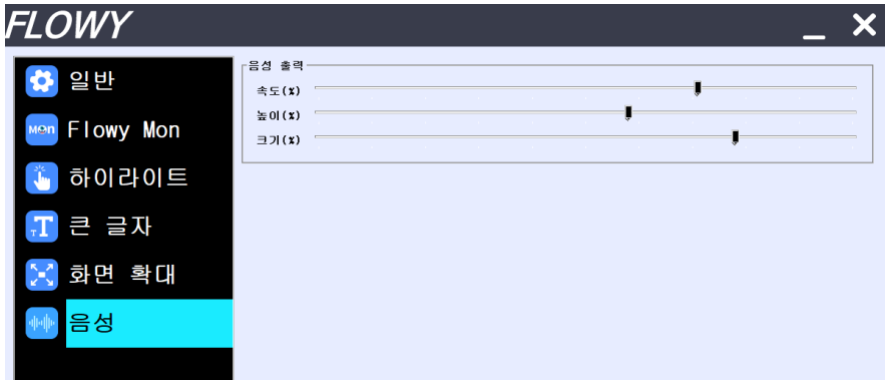 FLOWY
일반
Flowy Mon
하이라이트
큰 글자
화면 확대
음성
음성 출력
속도(%)
높이(%)
크기(%)